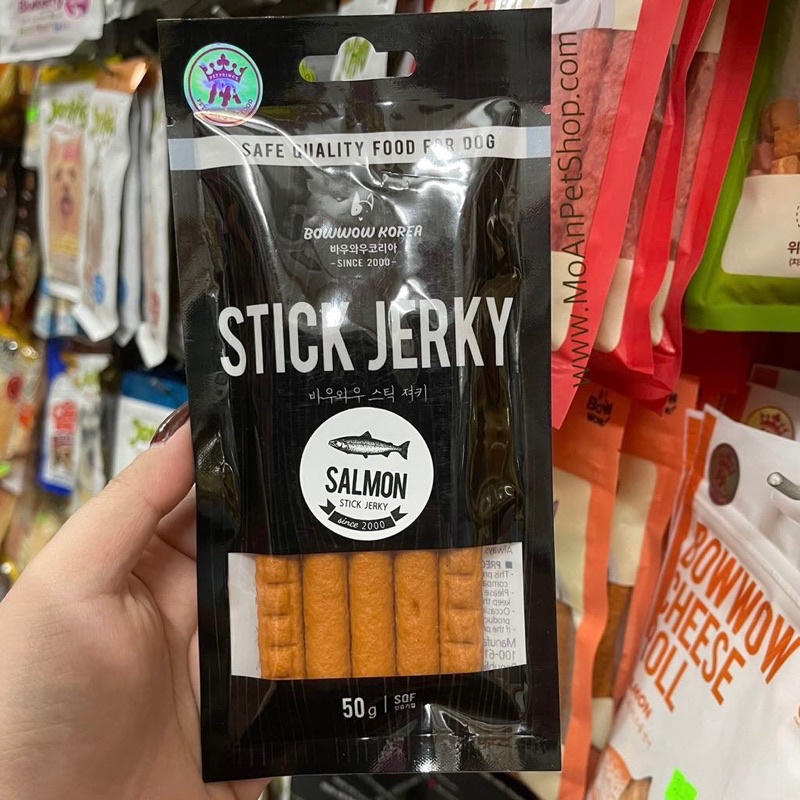 SAFE QUALITY FOOD FOR DOG
BOWWOW KOREA
바우와우코리아
-SINCE 2000-
STICK JERKY
바우와우 스틱 져키
SALMON
STICK JERKY
since 2000
50g | SQF
www.MoAnPetShop.com
BOW
WOW
BOWWOW
CHEESE
ROLL